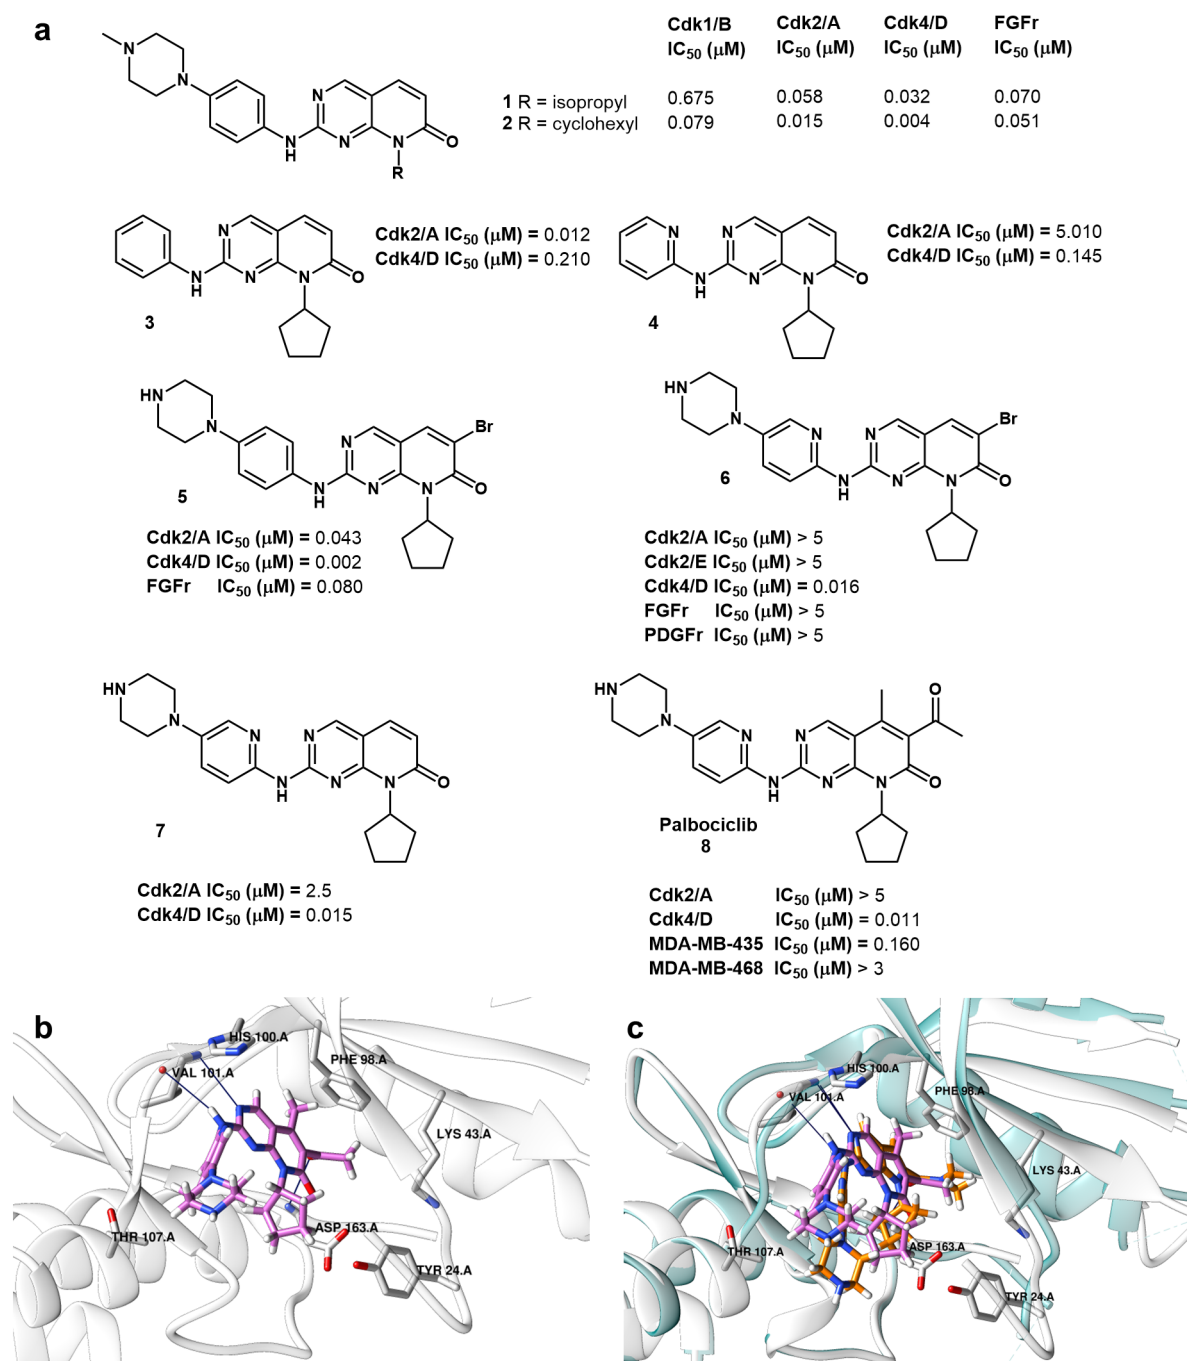 a
Cdk1/B Cdk2/A Cdk4/D FGFr
IC50 (μM) IC50 (μM) IC50 (μM) IC50 (μM)
1 R = isopropyl 0.675 0.058 0.032 0.070
2 R = cyclohexyl 0.079 0.015 0.004 0.051
N
N
N
H
N
N
N
O
R
N
H
N
N
N
O
Cdk2/A IC50 (μM) = 0.012
Cdk4/D IC50 (μM) = 0.210
3
N
N
H
N
N
N
O
Cdk2/A IC50 (μM) = 5.010
Cdk4/D IC50 (μM) = 0.145
4
HN
N
N
H
N
N
N
O
Br
5
Cdk2/A IC50 (μM) = 0.043
Cdk4/D IC50 (μM) = 0.002
FGFr IC50 (μM) = 0.080
HN
N
N
N
H
N
N
N
O
Br
6
Cdk2/A IC50 (μM) > 5
Cdk2/E IC50 (μM) > 5
Cdk4/D IC50 (μM) = 0.016
FGFr IC50 (μM) > 5
PDGFr IC50 (μM) > 5
HN
N
N
N
H
N
N
N
O
7
Cdk2/A IC50 (μM) = 2.5
Cdk4/D IC50 (μM) = 0.015
HN
N
N
N
H
N
N
N
O
O
Palbociclib
8
Cdk2/A IC50 (μM) > 5
Cdk4/D IC50 (μM) = 0.011
MDA-MB-435 IC50 (μM) = 0.160
MDA-MB-468 IC50 (μM) > 3
b
HIS 100.A
PHE 98.A
VAL 101.A
LYS 43.A
THR 107.A
ASP 163.A
TYR 24.A
c
HIS 100.A
PHE 98.A
VAL 101.A
LYS 43.A
THR 107.A
ASP 163.A
TYR 24.A